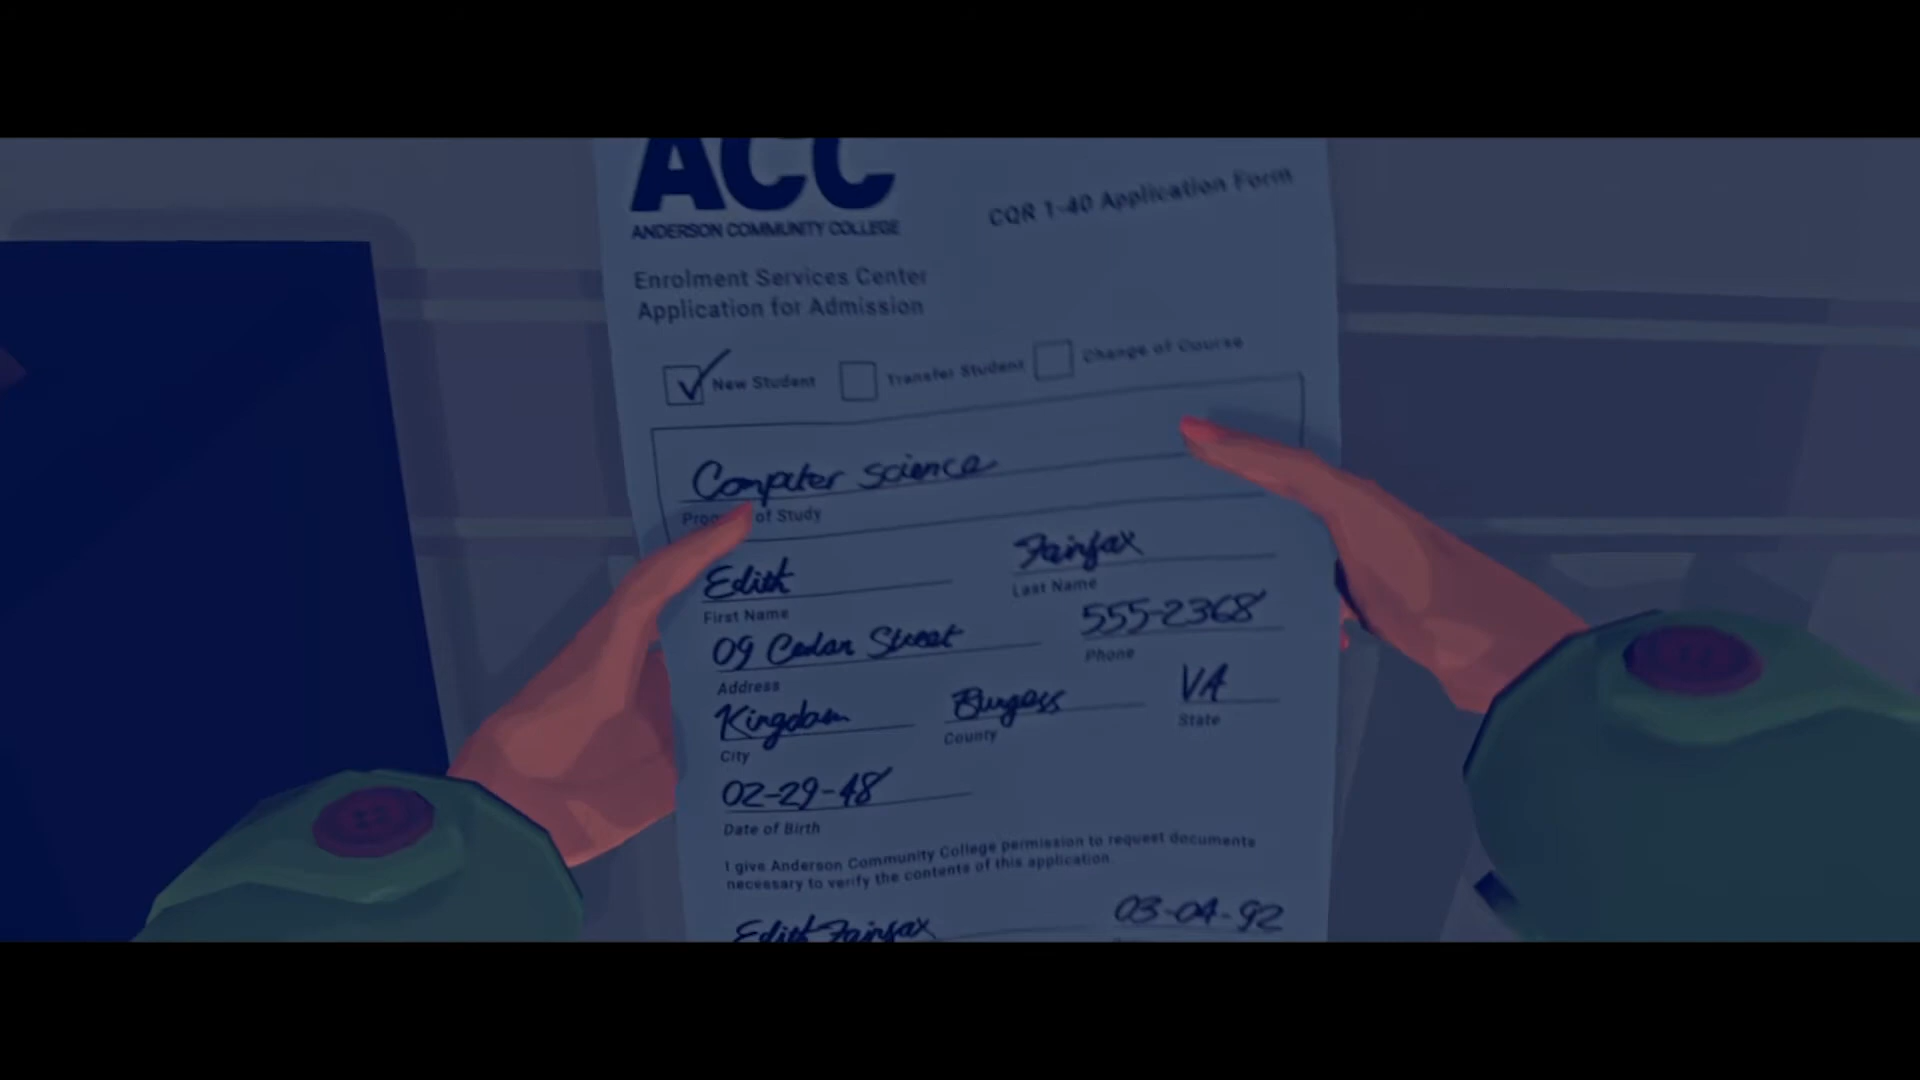 ACC
ANDERSON COMMUNITY COLLEGE
CQR 1-40 Application Form
Enrolment Services Center
Application for Admission
New Student Transfer Student Change of Course
Computer Science
of Study
Edith Fairfax
First Name Last Name
09 Cedar Street 555-2368
Address Phone
Kingdom Burgess VA
City County State
02-29-48
Date of Birth
I give Anderson Community College permission to request documents
necessary to verify the contents of this application.
Edith Fairfax 03-04-92